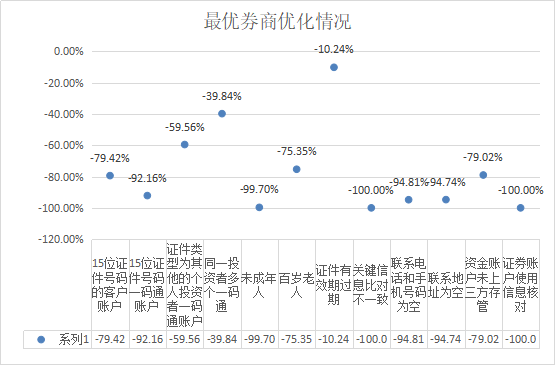 最优券商优化情况
0.00%
-20.00%
-40.00%
-60.00%
-80.00%
-100.00%
-120.00%
-79.42%
-92.16%
-59.56%
-39.84%
-99.70%
-75.35%
-10.24%
-100.00%
-94.81%
-94.74%
-79.02%
-100.00%
15位证
件号码
的客户
账户
15位证
件号码
一码通
账户
证件类
型为其
他的个
人投资
者一码
通账户
同一投
资者多
个一码
通
未成年
人
百岁老
人
证件有
效期过
期
关键信
息比对
不一致
联系电
话和手
机号码
为空
联系地
址为空
资金账
户未上
三方存
管
证券账
户使用
信息核
对
系列1 -79.42 -92.16 -59.56 -39.84 -99.70 -75.35 -10.24 -100.0 -94.81 -94.74 -79.02 -100.0